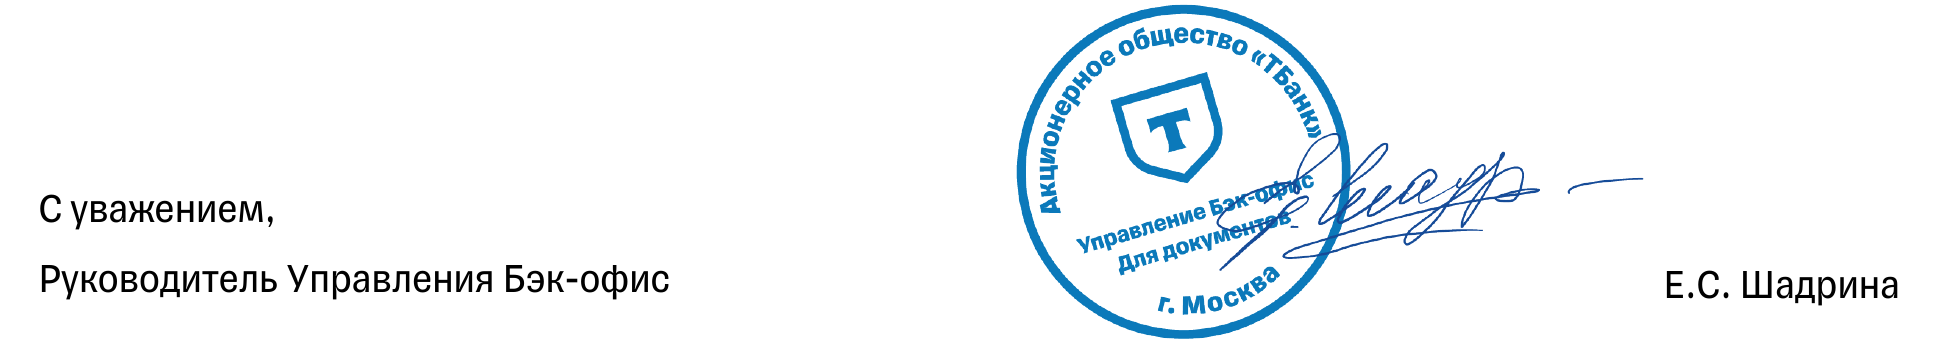 С уважением,
Руководитель Управления Бэк-офис
Акционерное общество «ТБанк»
Т
Управление Бэк-офис
Для документов
г. Москва
Е.С. Шадрина